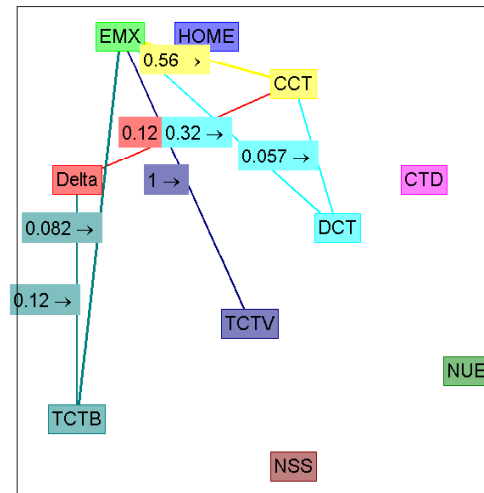 EMX HOME
0.56 →
CCT
0.12 0.32 →
0.057 →
Delta
1 →
CTD
0.082 →
DCT
0.12 →
TCTV
NUE
TCTB
NSS